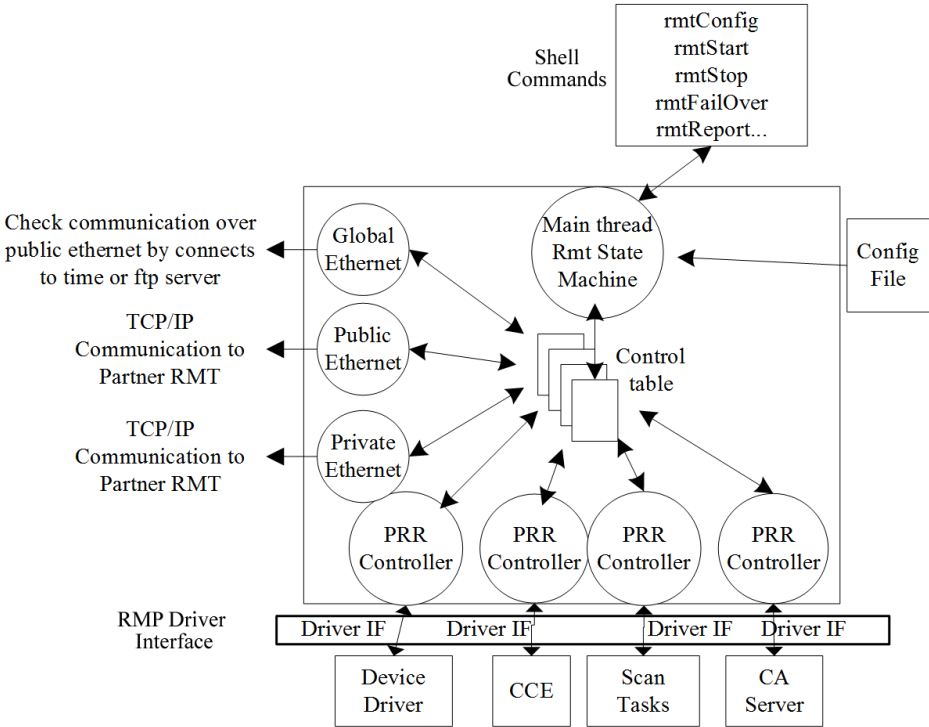 Shell
Commands
rmtConfig
rmtStart
rmtStop
rmtFailOver
rmtReport...
Check communication over
public ethernet by connects
to time or ftp server
Global
Ethernet
Main thread
Rmt State
Machine
Config
File
TCP/IP
Communication to
Partner RMT
Public
Ethernet
Control
table
TCP/IP
Communication to
Partner RMT
Private
Ethernet
PRR
Controller
PRR
Controller
PRR
Controller
PRR
Controller
RMP Driver
Interface
Driver IF
Driver IF
Driver IF
Driver IF
Device
Driver
CCE
Scan
Tasks
CA
Server